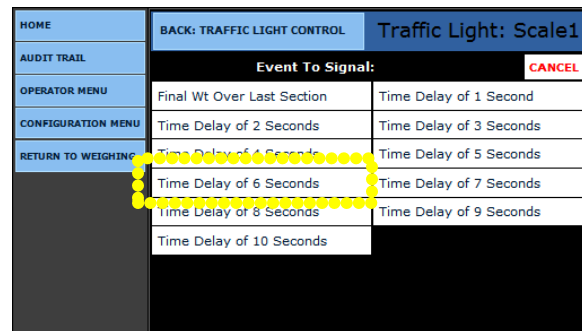 HOME
AUDIT TRAIL
OPERATOR MENU
CONFIGURATION MENU
RETURN TO WEIGHING
BACK: TRAFFIC LIGHT CONTROL
Traffic Light: Scale1
Event To Signal:
CANCEL
Final Wt Over Last Section
Time Delay of 1 Second
Time Delay of 2 Seconds
Time Delay of 3 Seconds
Time Delay of 4 Seconds
Time Delay of 5 Seconds
Time Delay of 6 Seconds
Time Delay of 7 Seconds
Time Delay of 8 Seconds
Time Delay of 9 Seconds
Time Delay of 10 Seconds